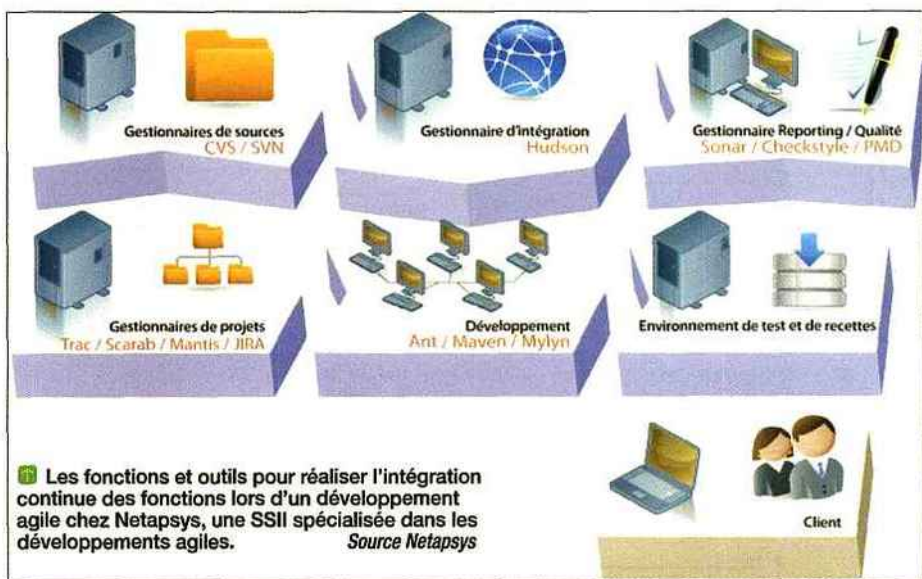 Gestionnaires de sources
CVS / SVN
Gestionnaire d'intégration
Hudson
Gestionnaire Reporting / Qualité
Sonar / Checkstyle / PMD
Gestionnaires de projets
Trac / Scarab / Mantis / JIRA
Développement
Ant / Maven / Mylyn
Environnement de test et de recettes
Les fonctions et outils pour réaliser l'intégration
continue des fonctions lors d'un développement
agile chez Netapsys, une SSII spécialisée dans les
développements agiles. Source Netapsys
Client